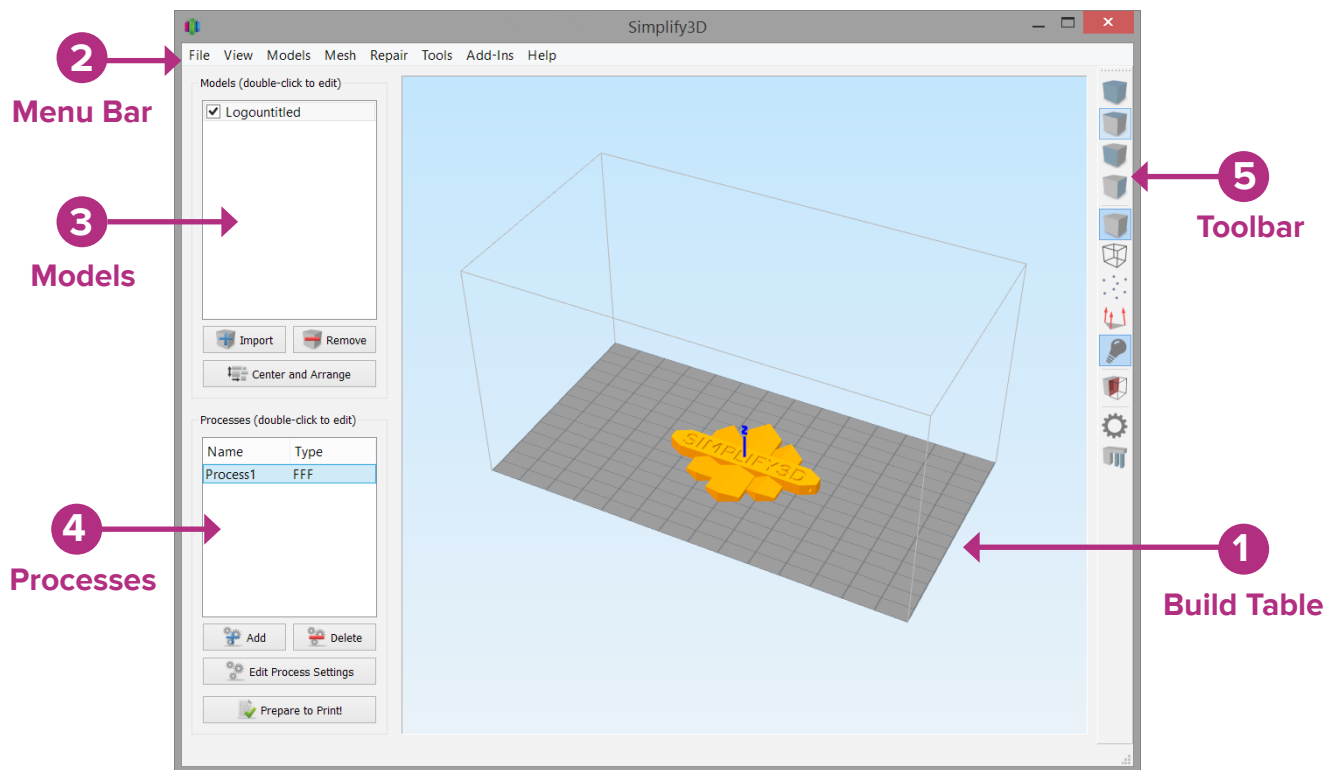 Simplify3D
2
Menu Bar
File View Models Mesh Repair Tools Add-Ins Help
Models (double-click to edit)
Logountitled
3
Models
Import Remove
Center and Arrange
Processes (double-click to edit)
Name Type
Process1 FFF
4
Processes
Add Delete
Edit Process Settings
Prepare to Print!
Z
SIMPLIFY3D
5
Toolbar
1
Build Table